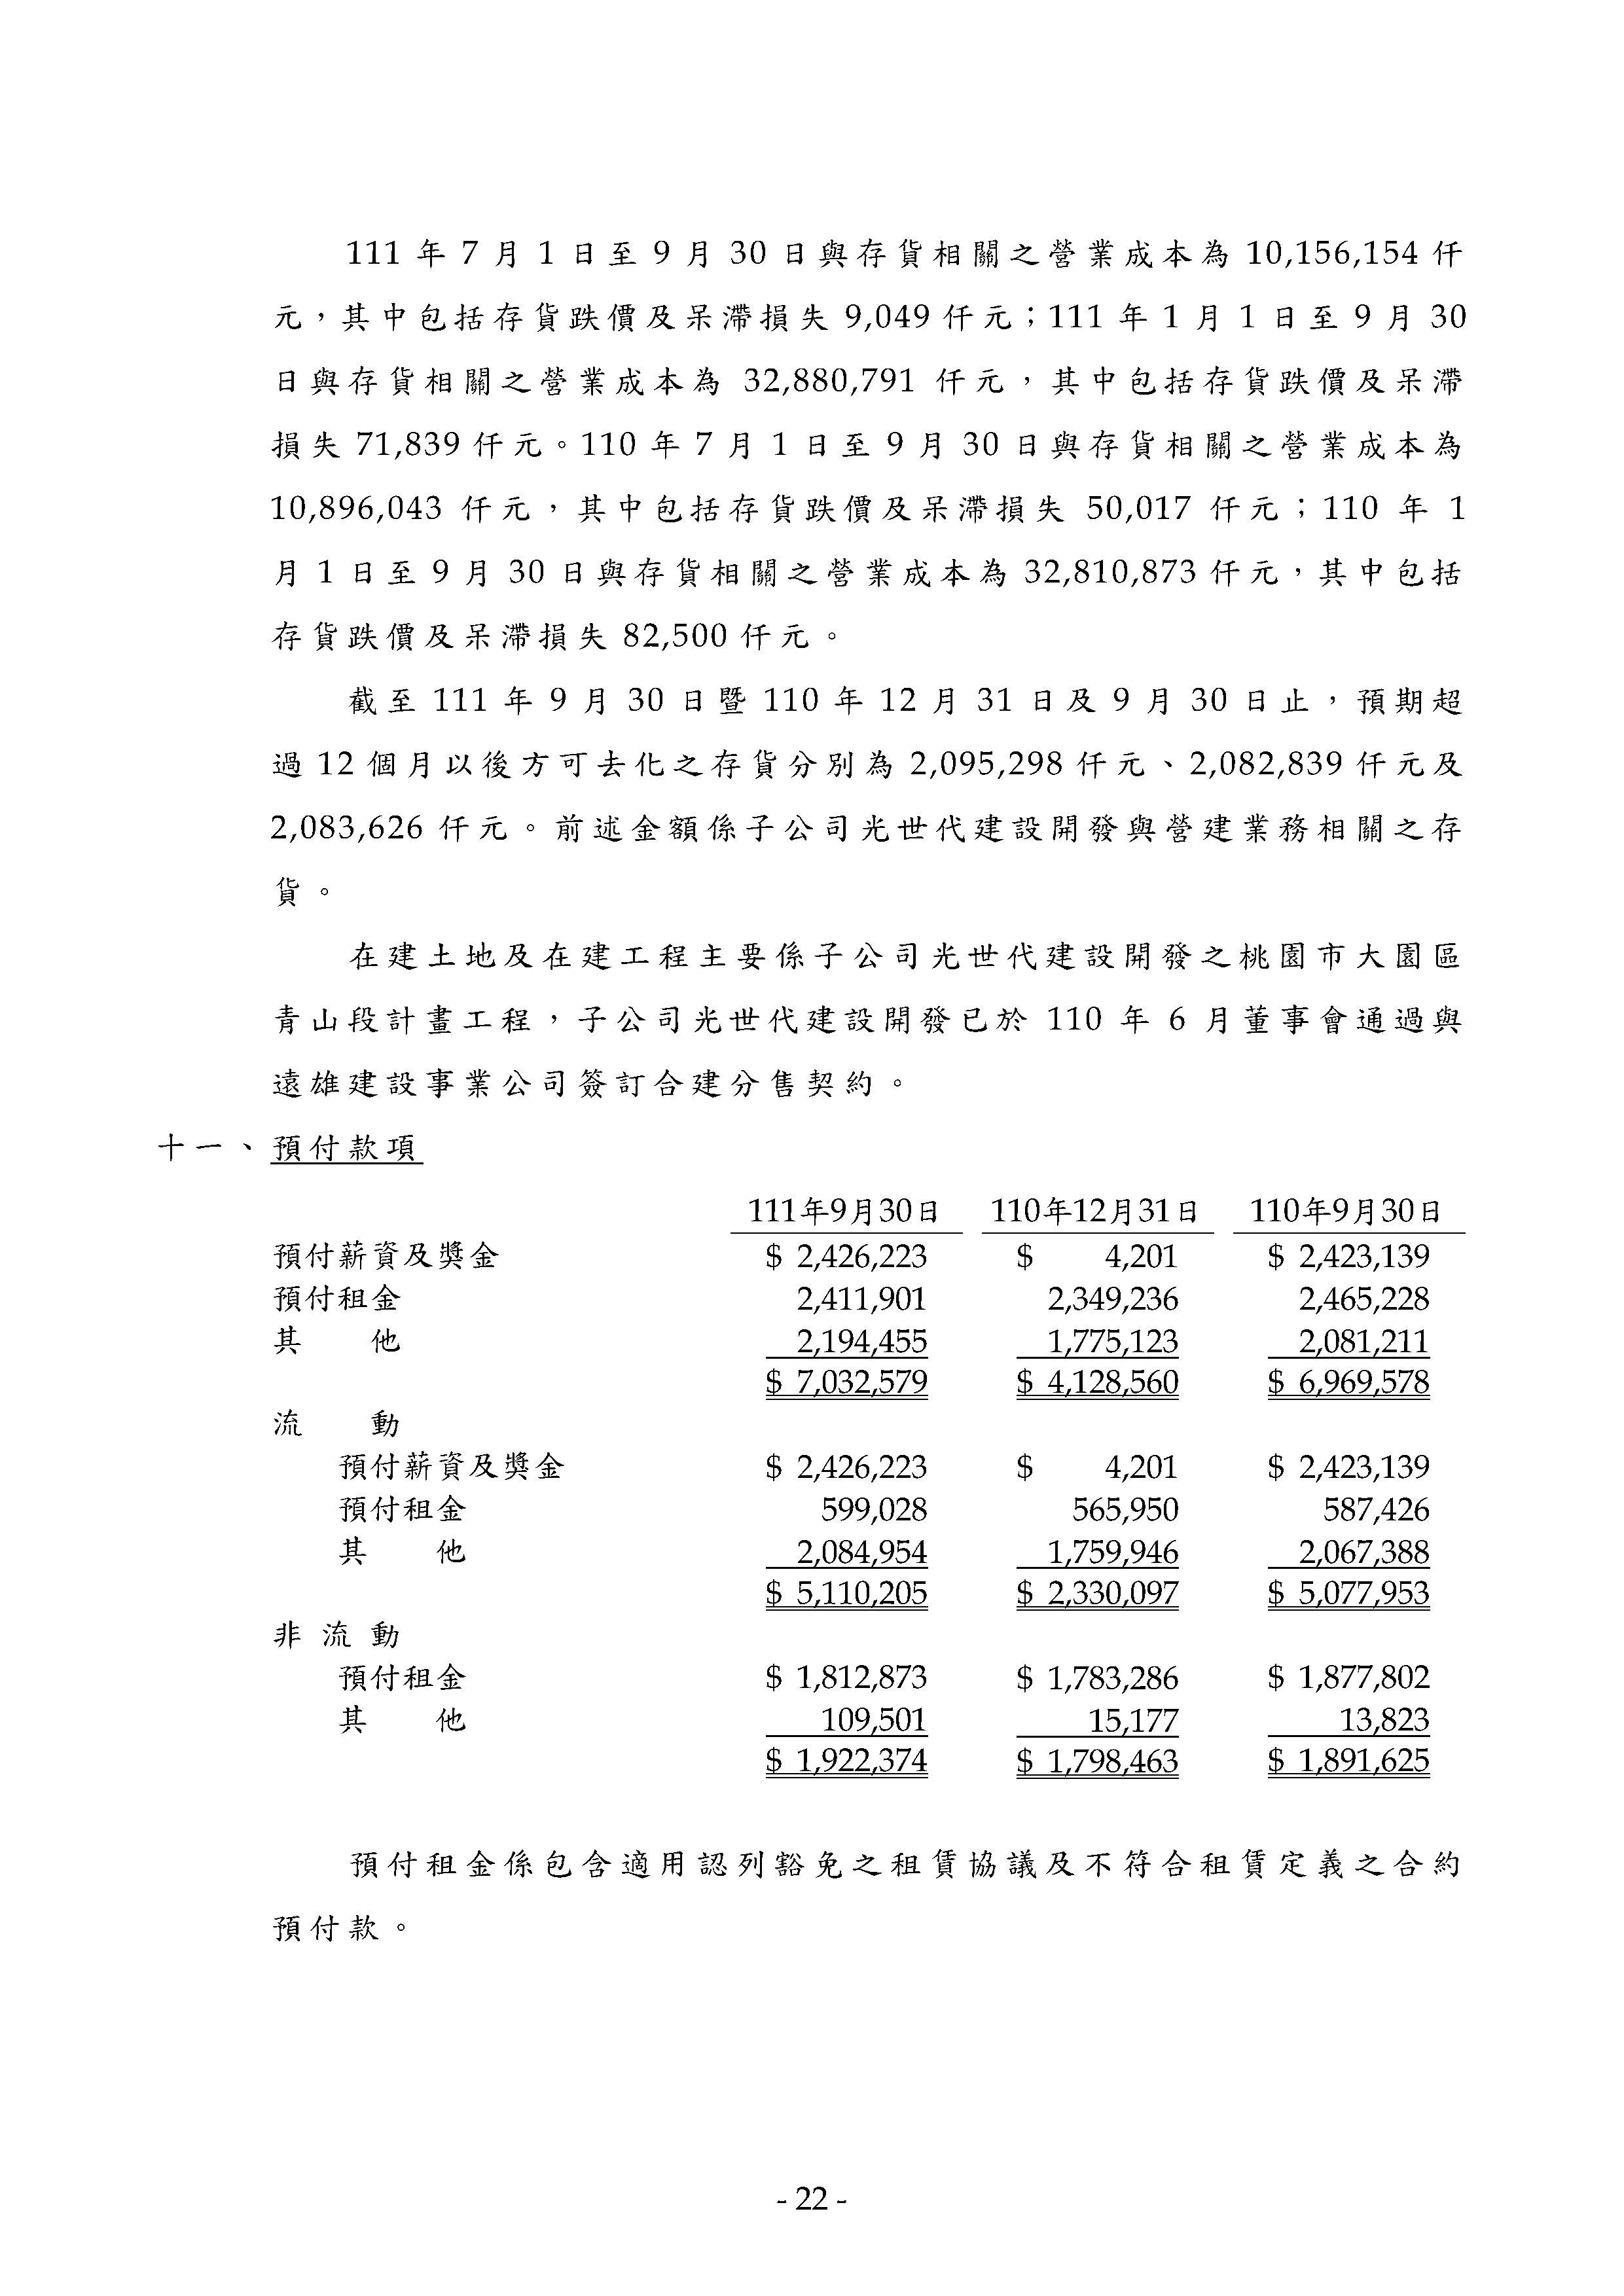 111 年 7 月 1 日至 9 月 30 日與存貨相關之營業成本為 10,156,154 仟
元，其中包括存貨跌價及呆滯損失 9,049 仟元；111 年 1 月 1 日至 9 月 30
日與存貨相關之營業成本為 32,880,791 仟元，其中包括存貨跌價及呆滯
損失 71,839 仟元。110 年 7 月 1 日至 9 月 30 日與存貨相關之營業成本為
10,896,043 仟元，其中包括存貨跌價及呆滯損失 50,017 仟元；110 年 1
月 1 日至 9 月 30 日與存貨相關之營業成本為 32,810,873 仟元，其中包括
存貨跌價及呆滯損失 82,500 仟元。
截至 111 年 9 月 30 日暨 110 年 12 月 31 日及 9 月 30 日止，預期超
過 12 個月以後方可去化之存貨分別為 2,095,298 仟元、2,082,839 仟元及
2,083,626 仟元。前述金額係子公司光世代建設開發與營建業務相關之存
貨。
在建土地及在建工程主要係子公司光世代建設開發之桃園市大園區
青山段計畫工程，子公司光世代建設開發已於 110 年 6 月董事會通過與
遠雄建設事業公司簽訂合建分售契約。
十一、預付款項
111年9月30日 110年12月31日 110年9月30日
預付薪資及獎金 $ 2,426,223 $ 4,201 $ 2,423,139
預付租金 2,411,901 2,349,236 2,465,228
其 他 2,194,455 1,775,123 2,081,211
$ 7,032,579 $ 4,128,560 $ 6,969,578
流 動
預付薪資及獎金 $ 2,426,223 $ 4,201 $ 2,423,139
預付租金 599,028 565,950 587,426
其 他 2,084,954 1,759,946 2,067,388
$ 5,110,205 $ 2,330,097 $ 5,077,953
非 流 動
預付租金 $ 1,812,873 $ 1,783,286 $ 1,877,802
其 他 109,501 15,177 13,823
$ 1,922,374 $ 1,798,463 $ 1,891,625
預付租金係包含適用認列豁免之租賃協議及不符合租賃定義之合約
預付款。
- 22 -